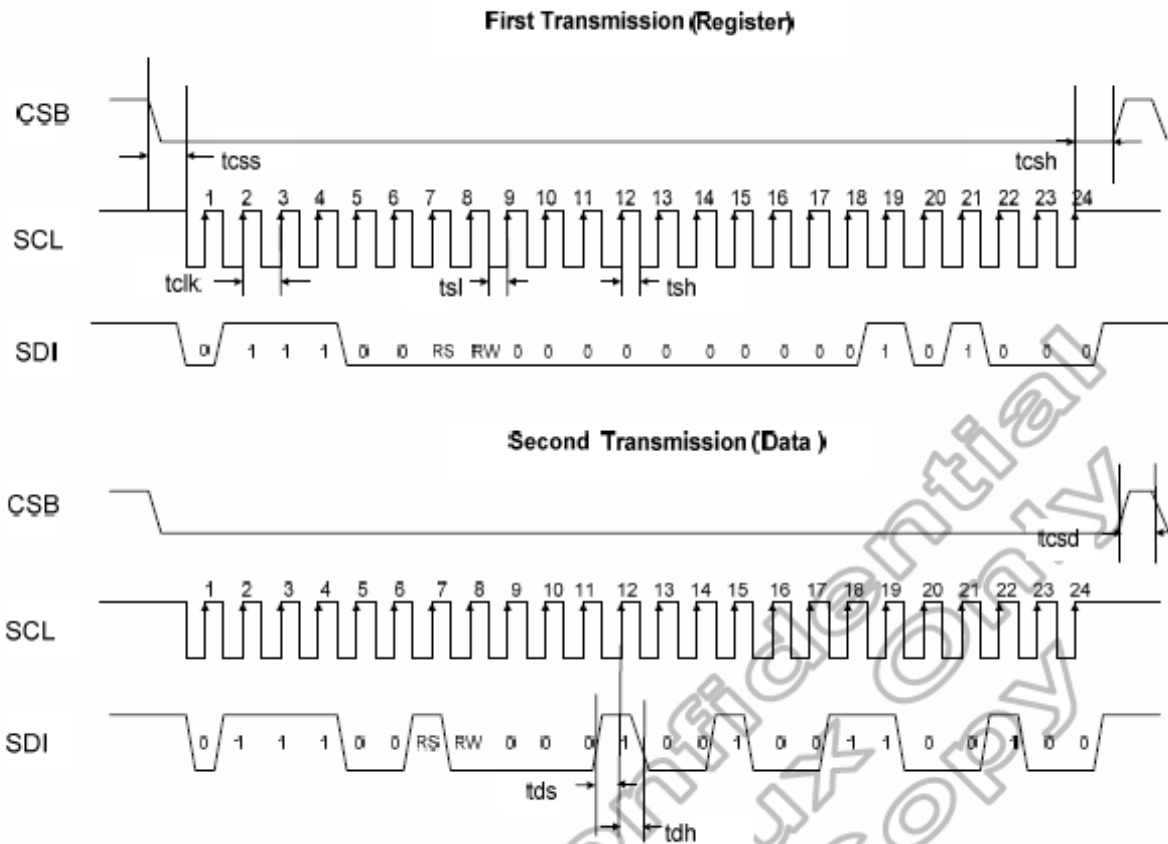 First Transmission (Register)
CSB
tcss
tcsh
1 2 3 4 5 6 7 8 9 10 11 12 13 14 15 16 17 18 19 20 21 22 23 24
SCL
tclk
tsl
tsh
SDI
0 1 1 1 0 0 RS RW 0 0 0 0 0 0 0 0 0 0 1 0 1 0 0 0
Second Transmission (Data )
CSB
tcsd
1 2 3 4 5 6 7 8 9 10 11 12 13 14 15 16 17 18 19 20 21 22 23 24
SCL
SDI
0 1 1 1 0 0 RS RW 0 0 0 1 0 0 1 0 0 1 1 0 0 1 0 0
tds
tdh